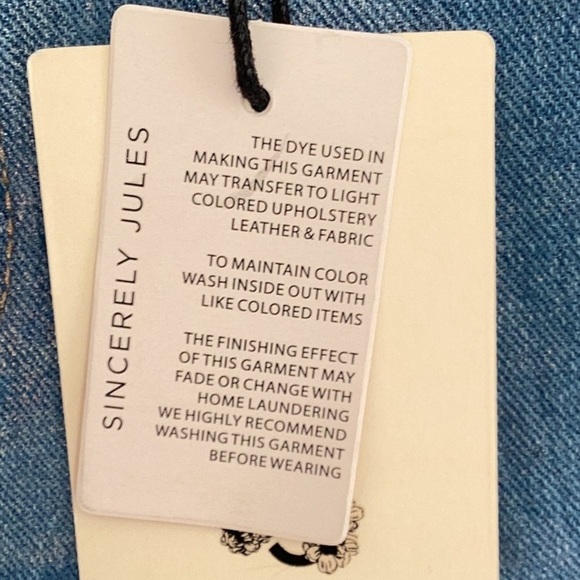 SINCERELY JULES
THE DYE USED IN
MAKING THIS GARMENT
MAY TRANSFER TO LIGHT
COLORED UPHOLSTERY
LEATHER & FABRIC
TO MAINTAIN COLOR
WASH INSIDE OUT WITH
LIKE COLORED ITEMS
THE FINISHING EFFECT
OF THIS GARMENT MAY
FADE OR CHANGE WITH
HOME LAUNDERING
WE HIGHLY RECOMMEND
WASHING THIS GARMENT
BEFORE WEARING